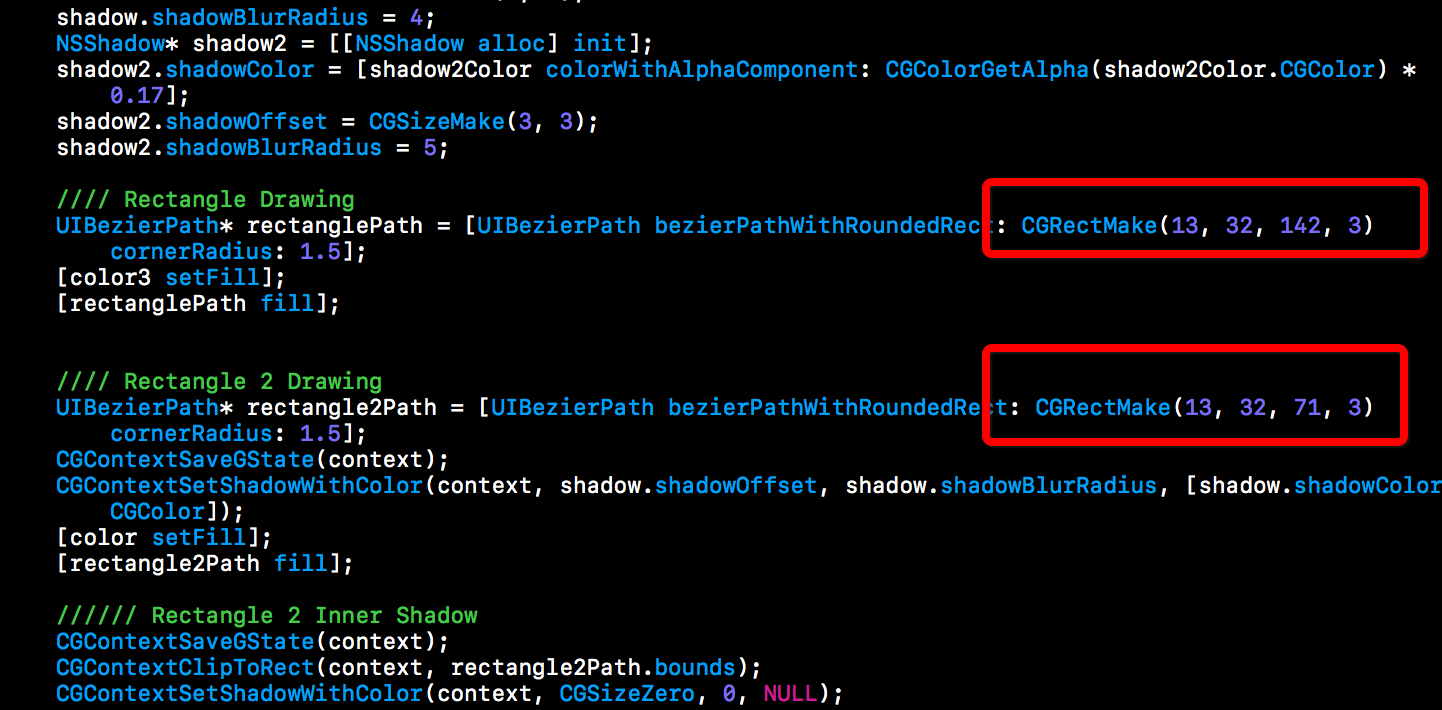 shadow.shadowBlurRadius = 4;
NSShadow* shadow2 = [[NSShadow alloc] init];
shadow2.shadowColor = [shadow2Color colorWithAlphaComponent: CGColorGetAlpha(shadow2Color.CGColor) *
0.17];
shadow2.shadowOffset = CGSizeMake(3, 3);
shadow2.shadowBlurRadius = 5;
//// Rectangle Drawing
UIBezierPath* rectanglePath = [UIBezierPath bezierPathWithRoundedRect: CGRectMake(13, 32, 142, 3)
cornerRadius: 1.5];
[color3 setFill];
[rectanglePath fill];
//// Rectangle 2 Drawing
UIBezierPath* rectangle2Path = [UIBezierPath bezierPathWithRoundedRect: CGRectMake(13, 32, 71, 3)
cornerRadius: 1.5];
CGContextSaveGState(context);
CGContextSetShadowWithColor(context, shadow.shadowOffset, shadow.shadowBlurRadius, [shadow.shadowColor
CGColor]);
[color setFill];
[rectangle2Path fill];
////// Rectangle 2 Inner Shadow
CGContextSaveGState(context);
CGContextClipToRect(context, rectangle2Path.bounds);
CGContextSetShadowWithColor(context, CGSizeZero, 0, NULL);